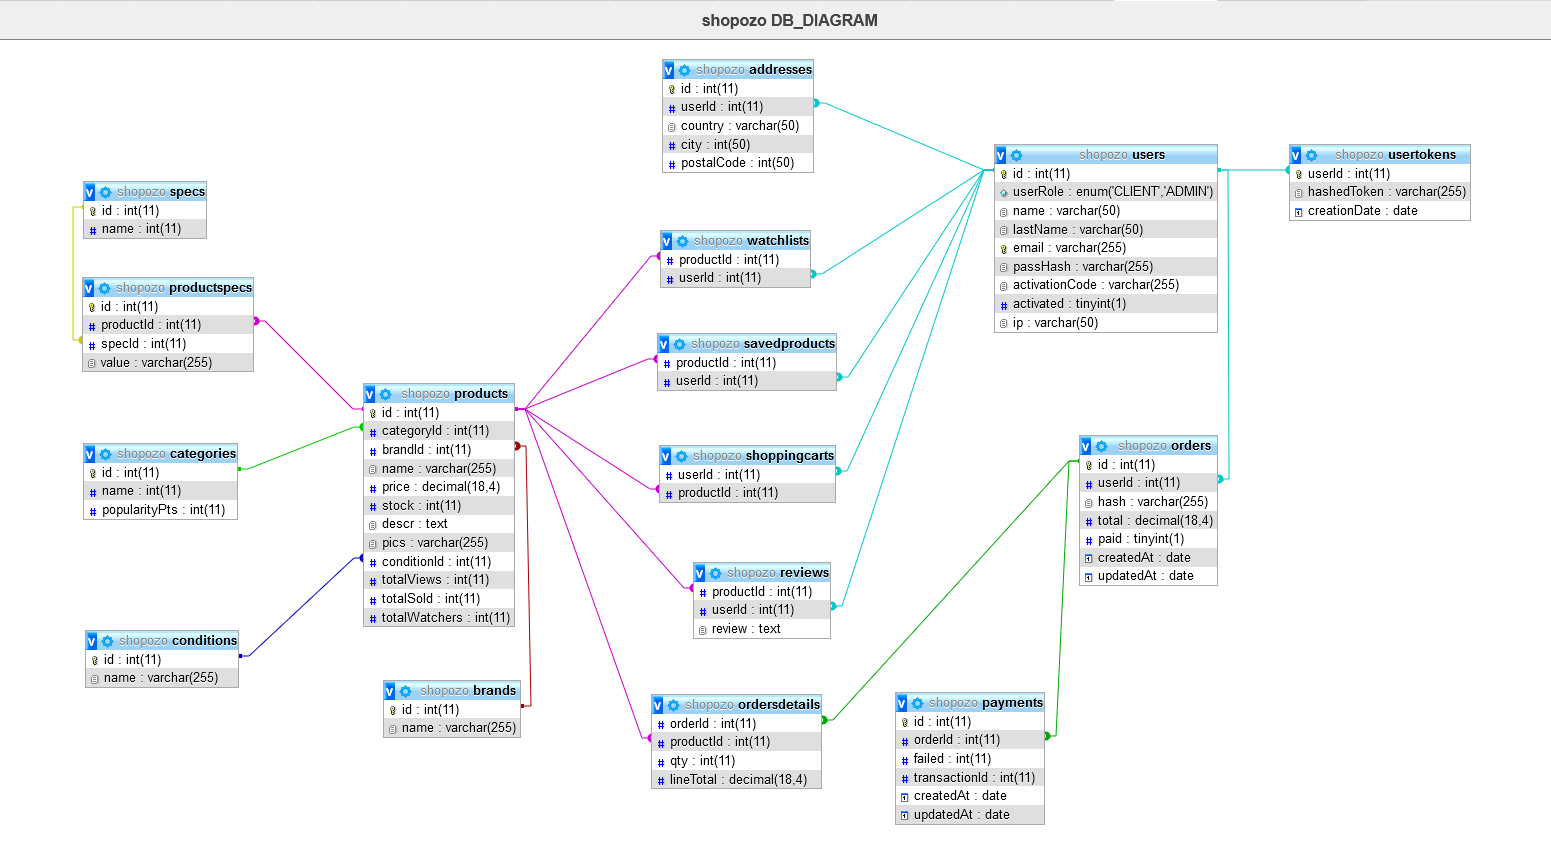 shopozo DB_DIAGRAM
v shopozo addresses
id : int(11)
userId : int(11)
country : varchar(50)
city : int(50)
postalCode : int(50)
v shopozo users
id : int(11)
userRole : enum('CLIENT','ADMIN')
name : varchar(50)
lastName : varchar(50)
email : varchar(255)
passHash : varchar(255)
activationCode : varchar(255)
activated : tinyint(1)
ip : varchar(50)
v shopozo usertokens
userId : int(11)
hashedToken : varchar(255)
creationDate : date
v shopozo specs
id : int(11)
name : int(11)
v shopozo watchlists
productId : int(11)
userId : int(11)
v shopozo productspecs
id : int(11)
productId : int(11)
specId : int(11)
value : varchar(255)
v shopozo savedproducts
productId : int(11)
userId : int(11)
v shopozo products
id : int(11)
categoryId : int(11)
brandId : int(11)
name : varchar(255)
price : decimal(18,4)
stock : int(11)
descr : text
pics : varchar(255)
conditionId : int(11)
totalViews : int(11)
totalSold : int(11)
totalWatchers : int(11)
v shopozo categories
id : int(11)
name : int(11)
popularityPts : int(11)
v shopozo shoppingcarts
userId : int(11)
productId : int(11)
v shopozo orders
id : int(11)
userId : int(11)
hash : varchar(255)
total : decimal(18,4)
paid : tinyint(1)
createdAt : date
updatedAt : date
v shopozo reviews
productId : int(11)
userId : int(11)
review : text
v shopozo conditions
id : int(11)
name : varchar(255)
v shopozo brands
id : int(11)
name : varchar(255)
v shopozo ordersdetails
orderId : int(11)
productId : int(11)
qty : int(11)
lineTotal : decimal(18,4)
v shopozo payments
id : int(11)
orderId : int(11)
failed : int(11)
transactionId : int(11)
createdAt : date
updatedAt : date